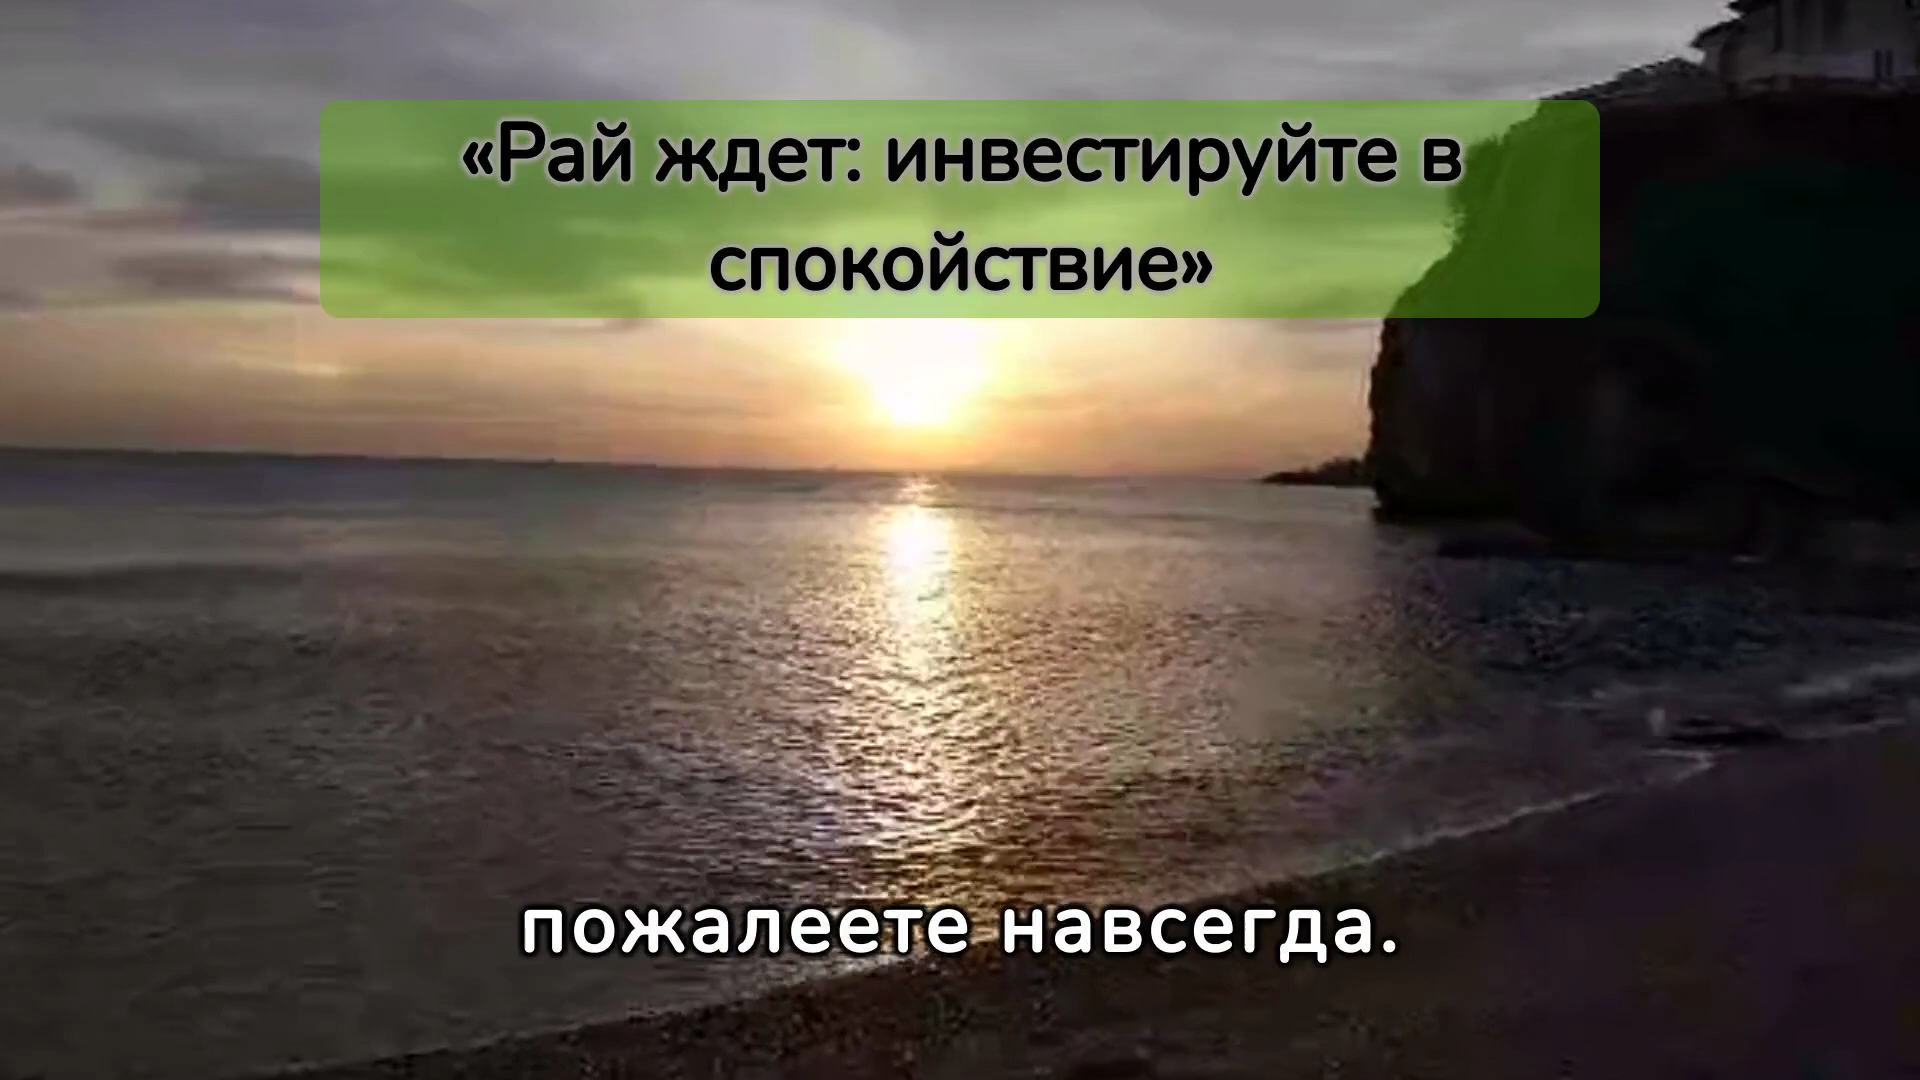 «Рай ждет: инвестируйте в
спокойствие»
пожалеете навсегда.